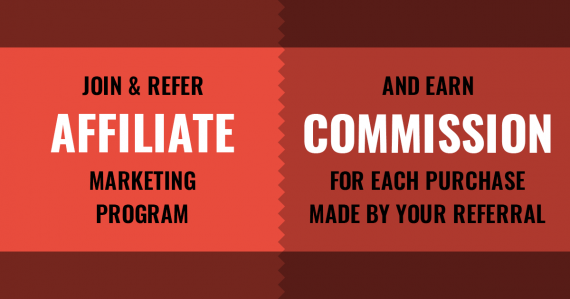 JOIN & REFER
AFFILIATE
MARKETING
PROGRAM
AND EARN
COMMISSION
FOR EACH PURCHASE
MADE BY YOUR REFERRAL